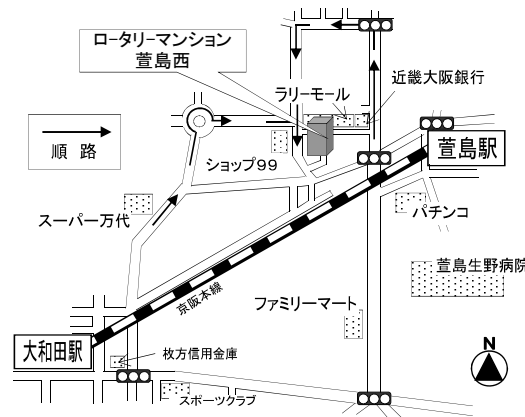 ロータリーマンション
萱島西
近畿大阪銀行
ラリーモール
順 路
萱島駅
ショップ99
スーパー万代
パチンコ
萱島生野病院
京阪本線
ファミリーマート
大和田駅
枚方信用金庫
スポーツクラブ
N